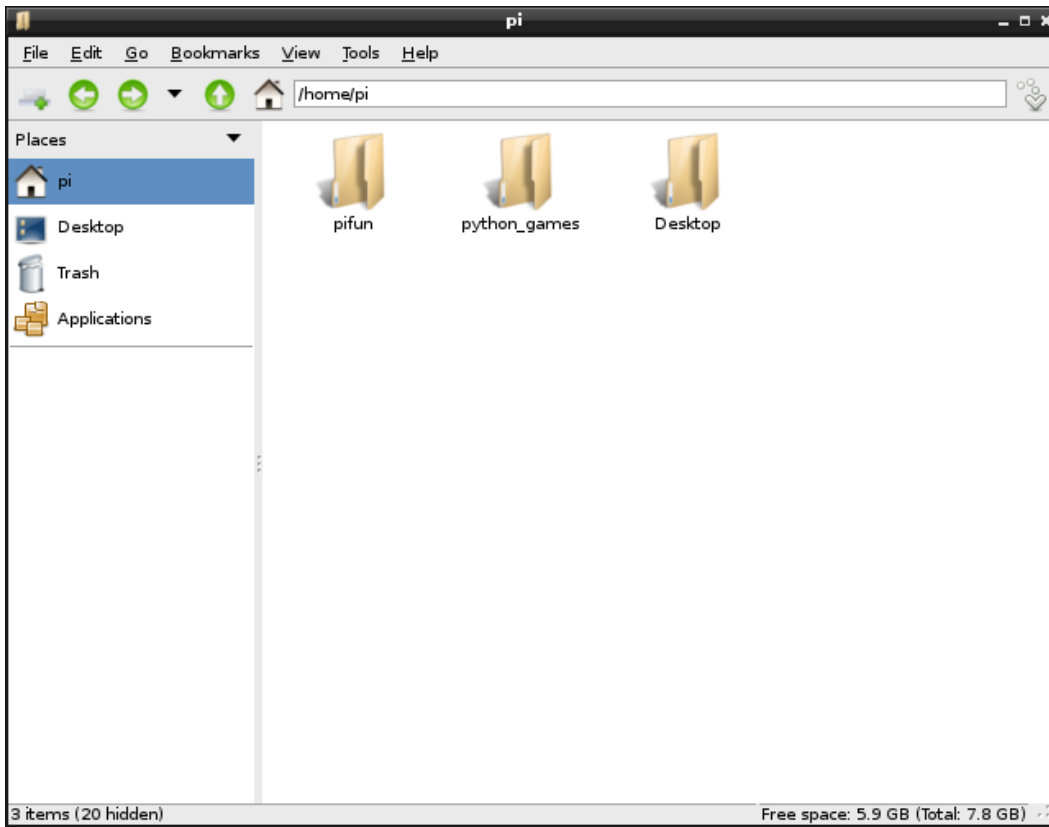 pi
File Edit Go Bookmarks View Tools Help
/home/pi
Places
pi
Desktop
Trash
Applications
pifun python_games Desktop
3 items (20 hidden) Free space: 5.9 GB (Total: 7.8 GB)